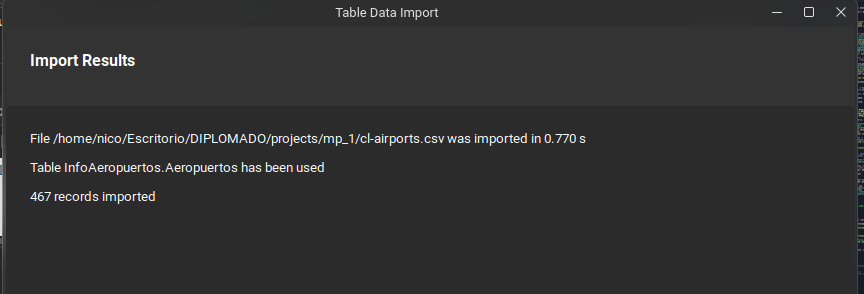 Table Data Import
Import Results
File /home/nico/Escritorio/DIPLOMADO/projects/mp_1/cl-airports.csv was imported in 0.770 s
Table InfoAeropuertos.Aeropuertos has been used
467 records imported